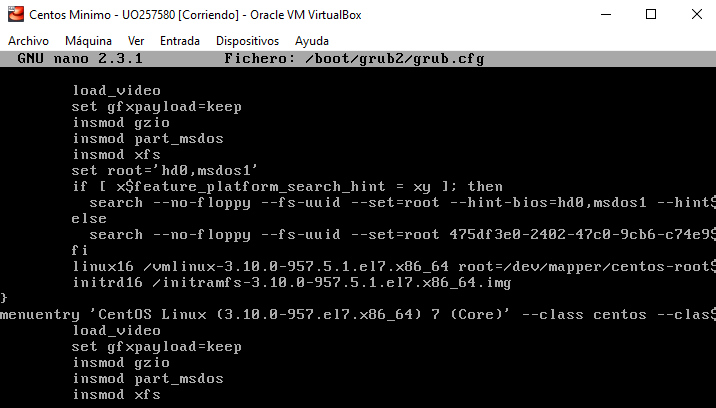 Centos Minimo - UO257580 [Corriendo] - Oracle VM VirtualBox
Archivo Máquina Ver Entrada Dispositivos Ayuda
GNU nano 2.3.1 Fichero: /boot/grub2/grub.cfg
load_video
set gfxpayload=keep
insmod gzio
insmod part_msdos
insmod xfs
set root='hd0,msdos1'
if [ x$feature_platform_search_hint = xy ]; then
search --no-floppy --fs-uuid --set=root --hint-bios=hd0,msdos1 --hint$
else
search --no-floppy --fs-uuid --set=root 475df3e0-2402-47c0-9cb6-c74e9$
fi
linux16 /vmlinux-3.10.0-957.5.1.el7.x86_64 root=/dev/mapper/centos-root$
initrd16 /initramfs-3.10.0-957.5.1.el7.x86_64.img
}
menuentry 'CentOS Linux (3.10.0-957.el7.x86_64) 7 (Core)' --class centos --clas$
load_video
set gfxpayload=keep
insmod gzio
insmod part_msdos
insmod xfs